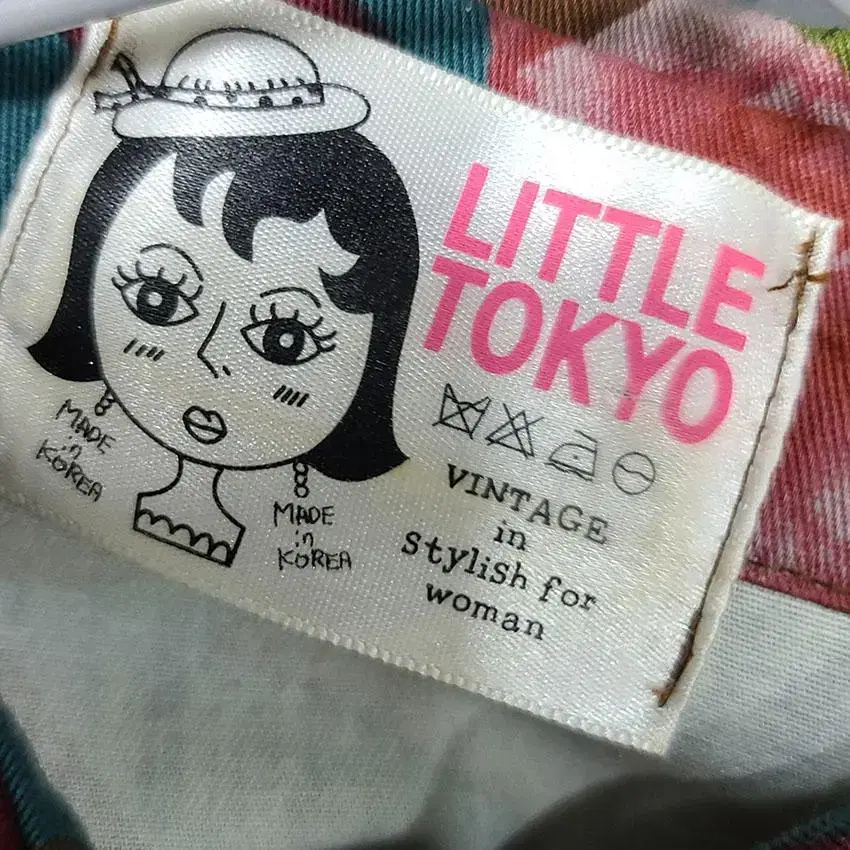 LITTLE
TOKYO
VINTAGE
in
stylish for
woman
MADE
in
KOREA
MADE
in
KOREA